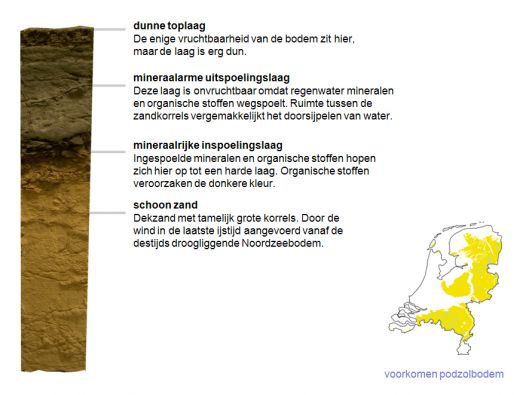 dunne toplaag
De enige vruchtbaarheid van de bodem zit hier,
maar de laag is erg dun.
mineraalarme uitspoelingslaag
Deze laag is onvruchtbaar omdat regenwater mineralen
en organische stoffen wegspoelt. Ruimte tussen de
zandkorrels vergemakkelijkt het doorsijpelen van water.
mineraalrijke inspoelingslaag
Ingespoelde mineralen en organische stoffen hopen
zich hier op tot een harde laag. Organische stoffen
veroorzaken de donkere kleur.
schoon zand
Dekzand met tamelijk grote korrels. Door de
wind in de laatste ijstijd aangevoerd vanaf de
destijds droogliggende Noordzeebodem.
voorkomen podzolbodem